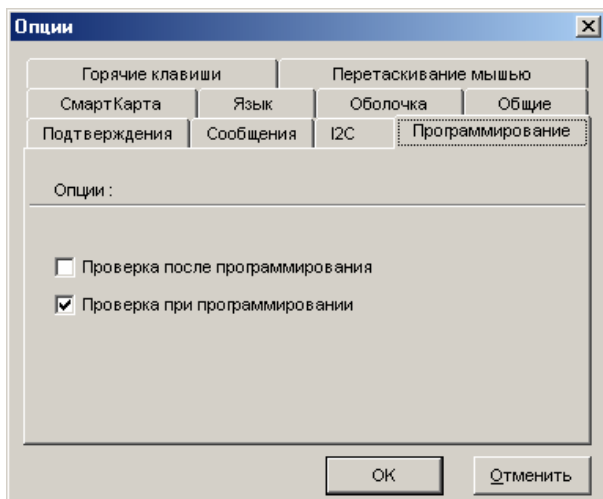 Опции
Горячие клавиши Перетаскивание мышью
СмартКарта Язык Оболочка Общие
Подтверждения Сообщения I2C Программирование
Опции :
Проверка после программирования
Проверка при программировании
ОК Отменить